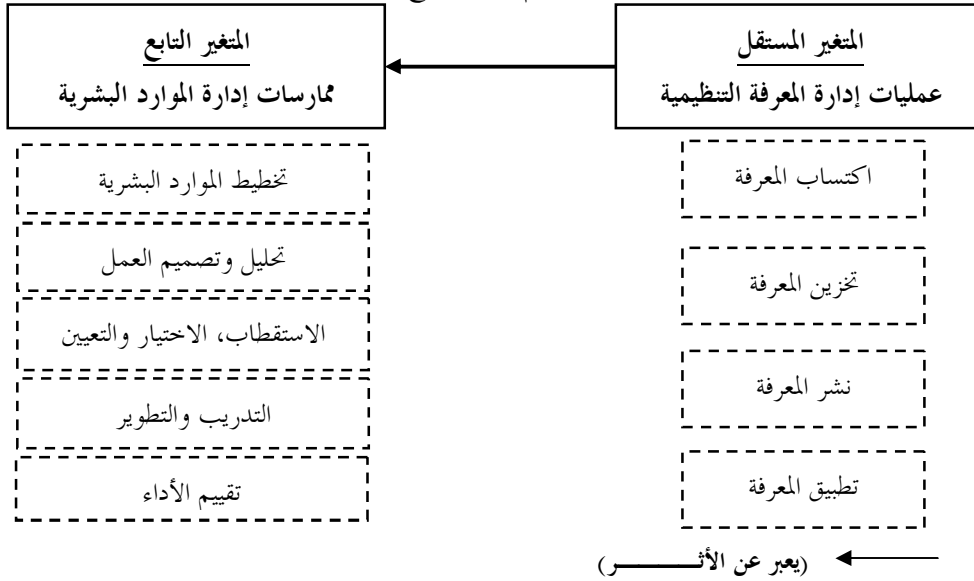 المتغير المستقل
عمليات إدارة المعرفة التنظيمية
اكتساب المعرفة
تخزين المعرفة
نشر المعرفة
تطبيق المعرفة
المتغير التابع
ممارسات إدارة الموارد البشرية
تخطيط الموارد البشرية
تحليل وتصميم العمل
الاستقطاب، الاختيار والتعيين
التدريب والتطوير
تقييم الأداء
(يعبر عن الأثـــــــر)